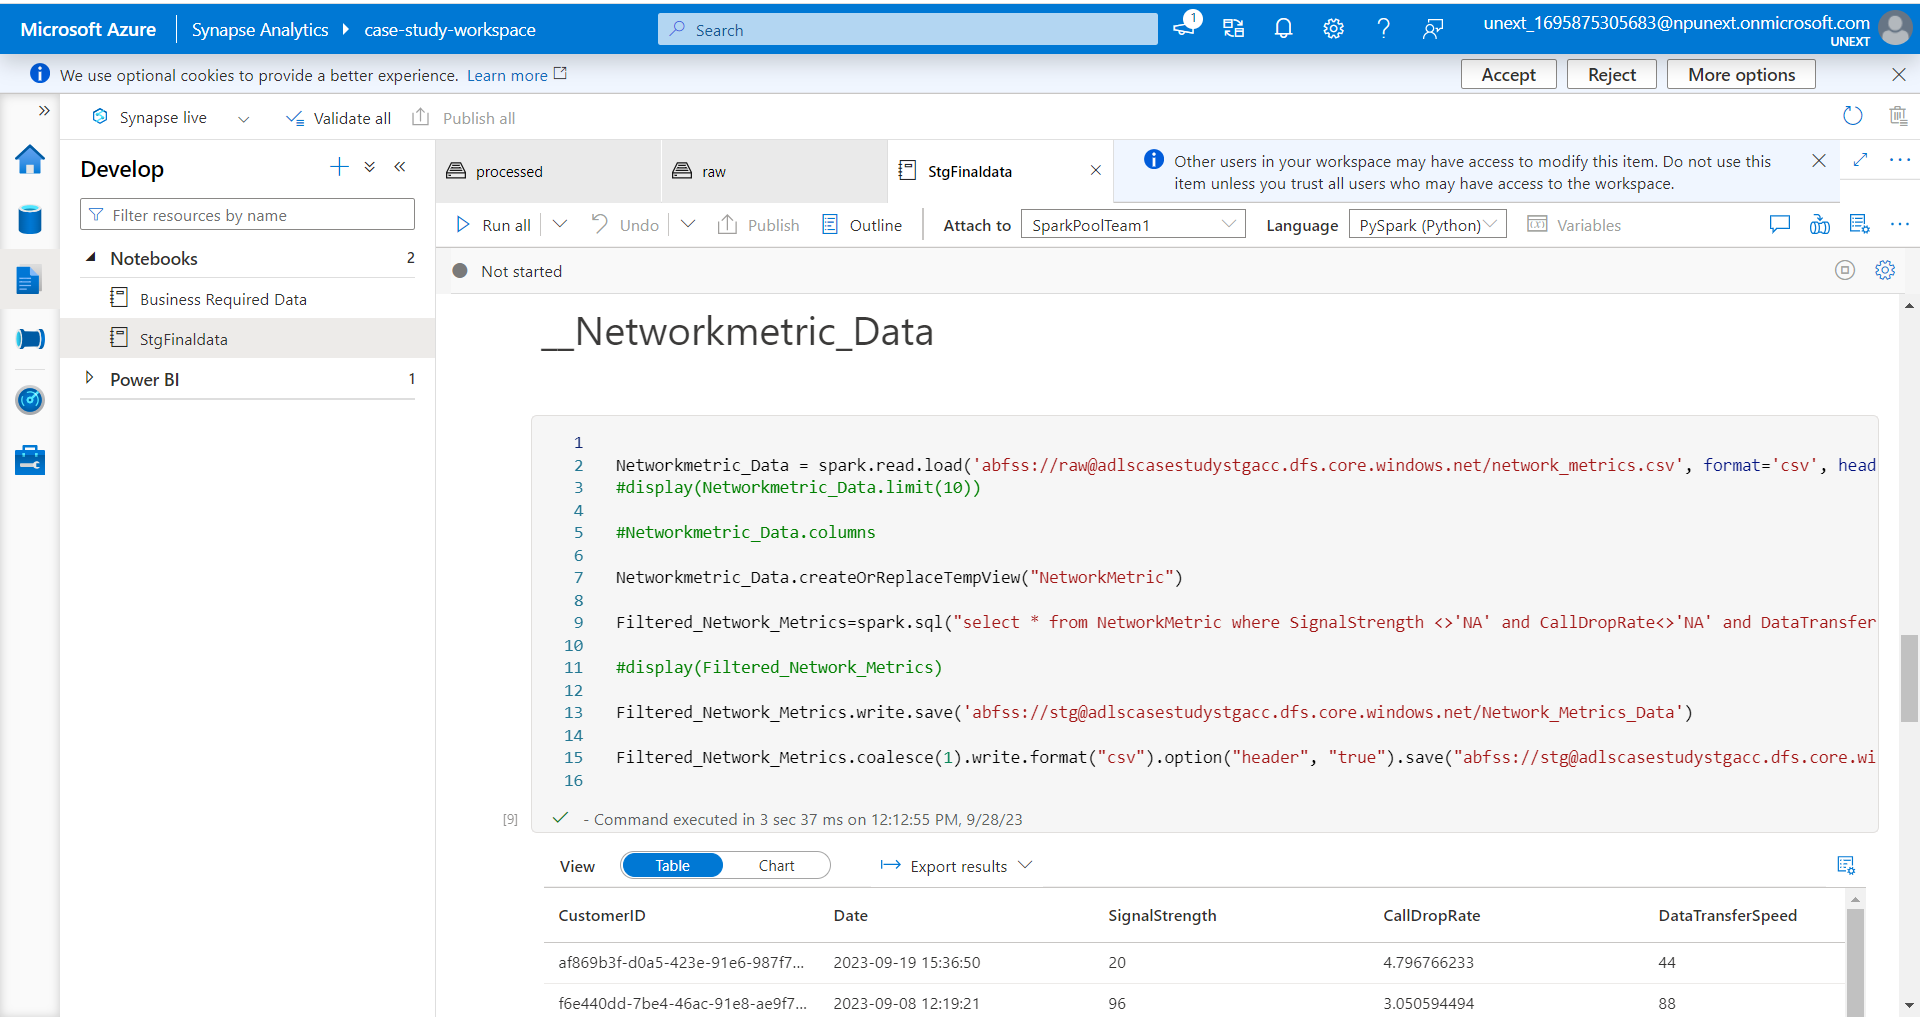 Microsoft Azure Synapse Analytics case-study-workspace Search 1 unext_1695875305683@npunext.onmicrosoft.com
UNEXT
We use optional cookies to provide a better experience. Learn more Accept Reject More options
Synapse live Validate all Publish all
Develop
Filter resources by name
Notebooks 2
Business Required Data
StgFinaldata
Power BI 1
processed raw StgFinaldata
Other users in your workspace may have access to modify this item. Do not use this
item unless you trust all users who may have access to the workspace.
Run all Undo Publish Outline Attach to SparkPoolTeam1 Language PySpark (Python) Variables
Not started
__Networkmetric_Data
1
2 Networkmetric_Data = spark.read.load('abfss://raw@adlscasestudystgacc.dfs.core.windows.net/network_metrics.csv', format='csv', head
3 #display(Networkmetric_Data.limit(10))
4
5 #Networkmetric_Data.columns
6
7 Networkmetric_Data.createOrReplaceTempView("NetworkMetric")
8
9 Filtered_Network_Metrics=spark.sql("select * from NetworkMetric where SignalStrength <>'NA' and CallDropRate<>'NA' and DataTransfer
10
11 #display(Filtered_Network_Metrics)
12
13 Filtered_Network_Metrics.write.save('abfss://stg@adlscasestudystgacc.dfs.core.windows.net/Network_Metrics_Data')
14
15 Filtered_Network_Metrics.coalesce(1).write.format("csv").option("header", "true").save("abfss://stg@adlscasestudystgacc.dfs.core.wi
16
[9] - Command executed in 3 sec 37 ms on 12:12:55 PM, 9/28/23
View Table Chart Export results
CustomerID Date SignalStrength CallDropRate DataTransferSpeed
af869b3f-d0a5-423e-91e6-987f7... 2023-09-19 15:36:50 20 4.796766233 44
f6e440dd-7be4-46ac-91e8-ae9f7... 2023-09-08 12:19:21 96 3.050594494 88